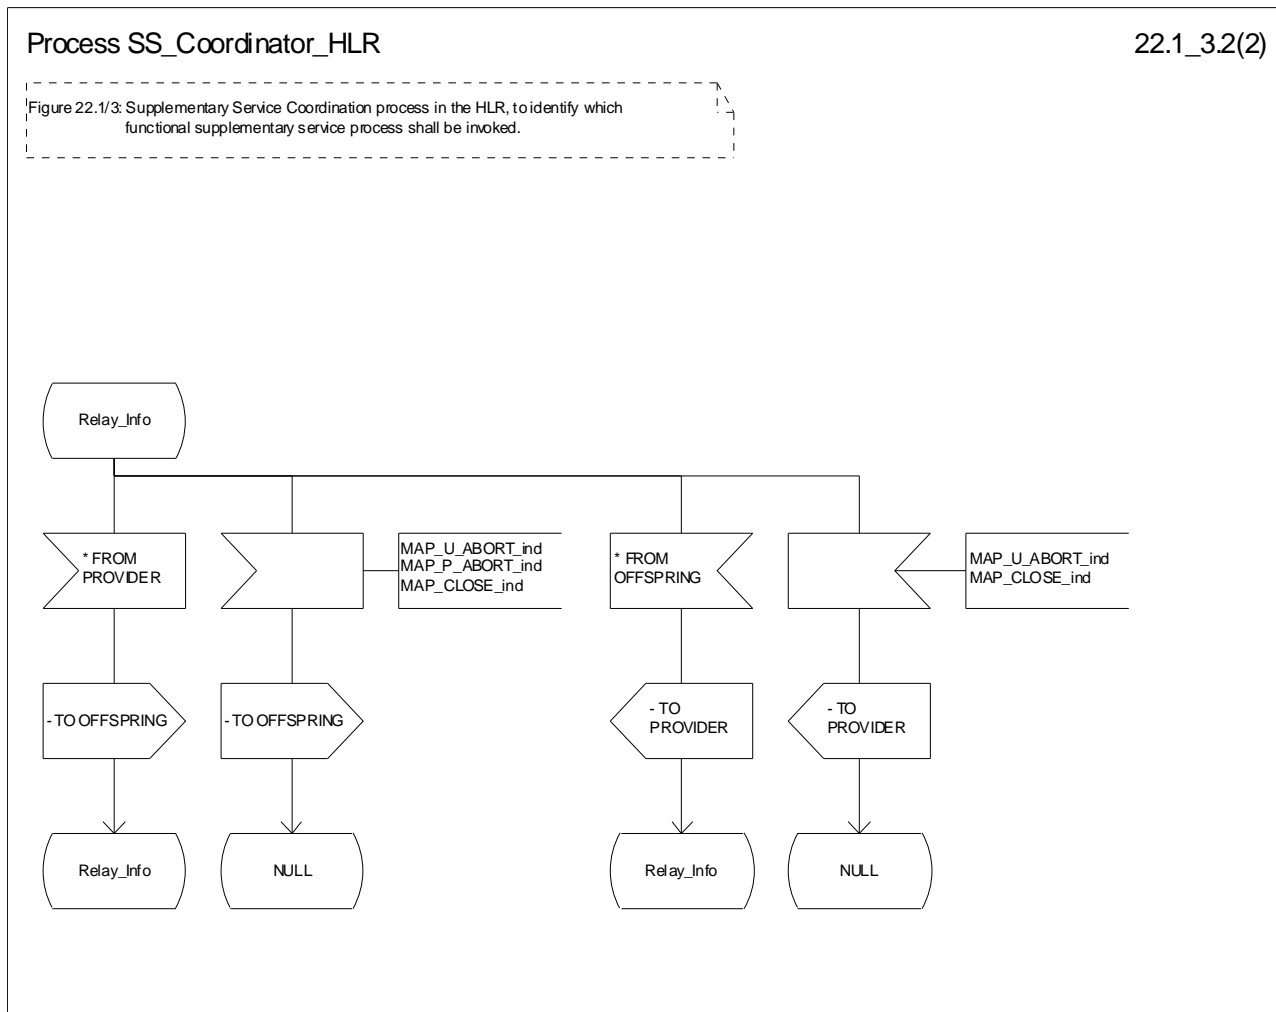 Process SS_Coordinator_HLR
22.1_3.2(2)
Figure 22.1/3: Supplementary Service Coordination process in the HLR, to identify which
functional supplementary service process shall be invoked.
Relay_Info
* FROM
PROVIDER
MAP_U_ABORT_ind
MAP_P_ABORT_ind
MAP_CLOSE_ind
* FROM
OFFSPRING
MAP_U_ABORT_ind
MAP_CLOSE_ind
- TO OFFSPRING
- TO OFFSPRING
- TO
PROVIDER
- TO
PROVIDER
Relay_Info
NULL
Relay_Info
NULL